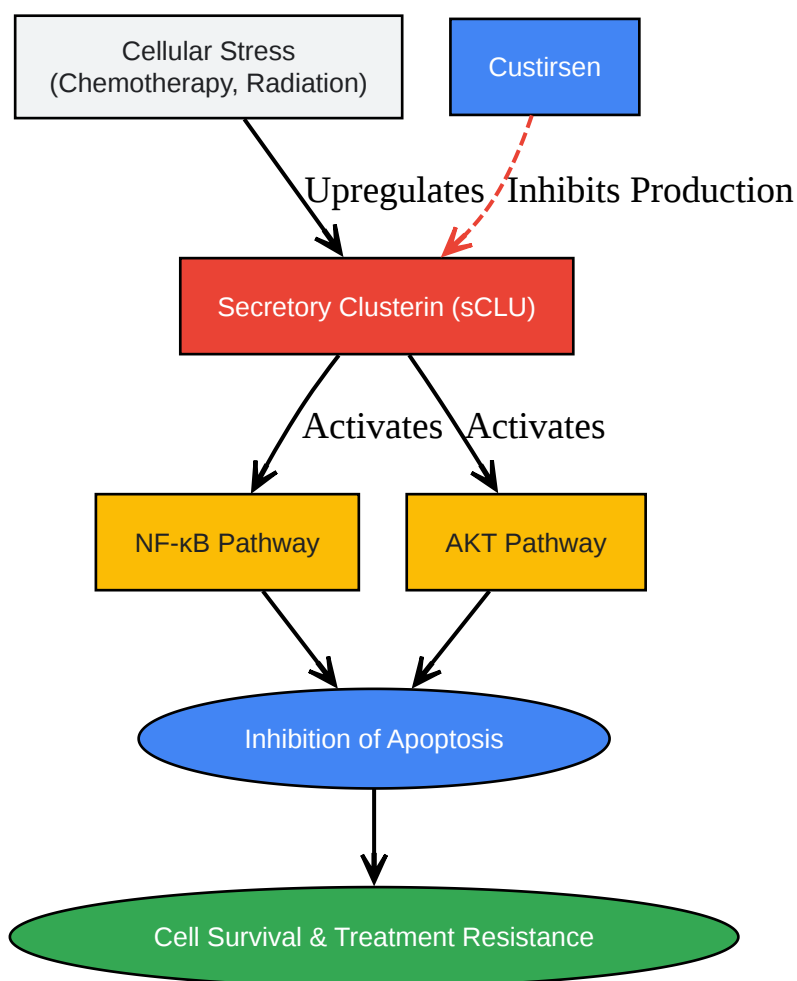 Cellular Stress
(Chemotherapy, Radiation)
Custirsen
Upregulates
Inhibits Production
Secretory Clusterin (sCLU)
Activates
Activates
NF-κB Pathway
AKT Pathway
Inhibition of Apoptosis
Cell Survival & Treatment Resistance